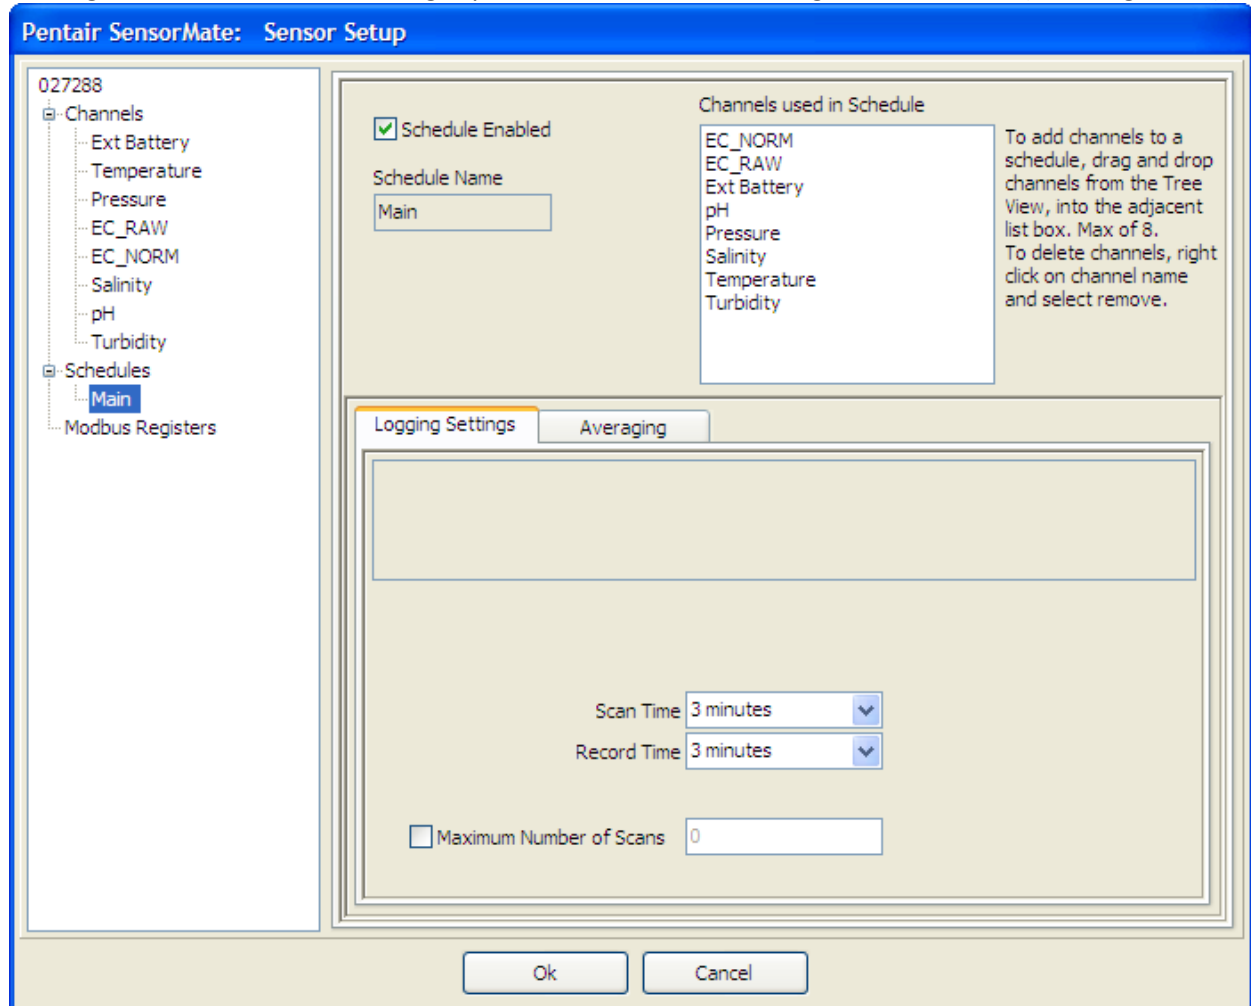 Pentair SensorMate: Sensor Setup
027288
Channels
Ext Battery
Temperature
Pressure
EC_RAW
EC_NORM
Salinity
pH
Turbidity
Schedules
Main
Modbus Registers
Schedule Enabled
Schedule Name
Main
Channels used in Schedule
EC_NORM
EC_RAW
Ext Battery
pH
Pressure
Salinity
Temperature
Turbidity
To add channels to a
schedule, drag and drop
channels from the Tree
View, into the adjacent
list box. Max of 8.
To delete channels, right
click on channel name
and select remove.
Logging Settings
Averaging
Scan Time 3 minutes
Record Time 3 minutes
Maximum Number of Scans 0
Ok
Cancel